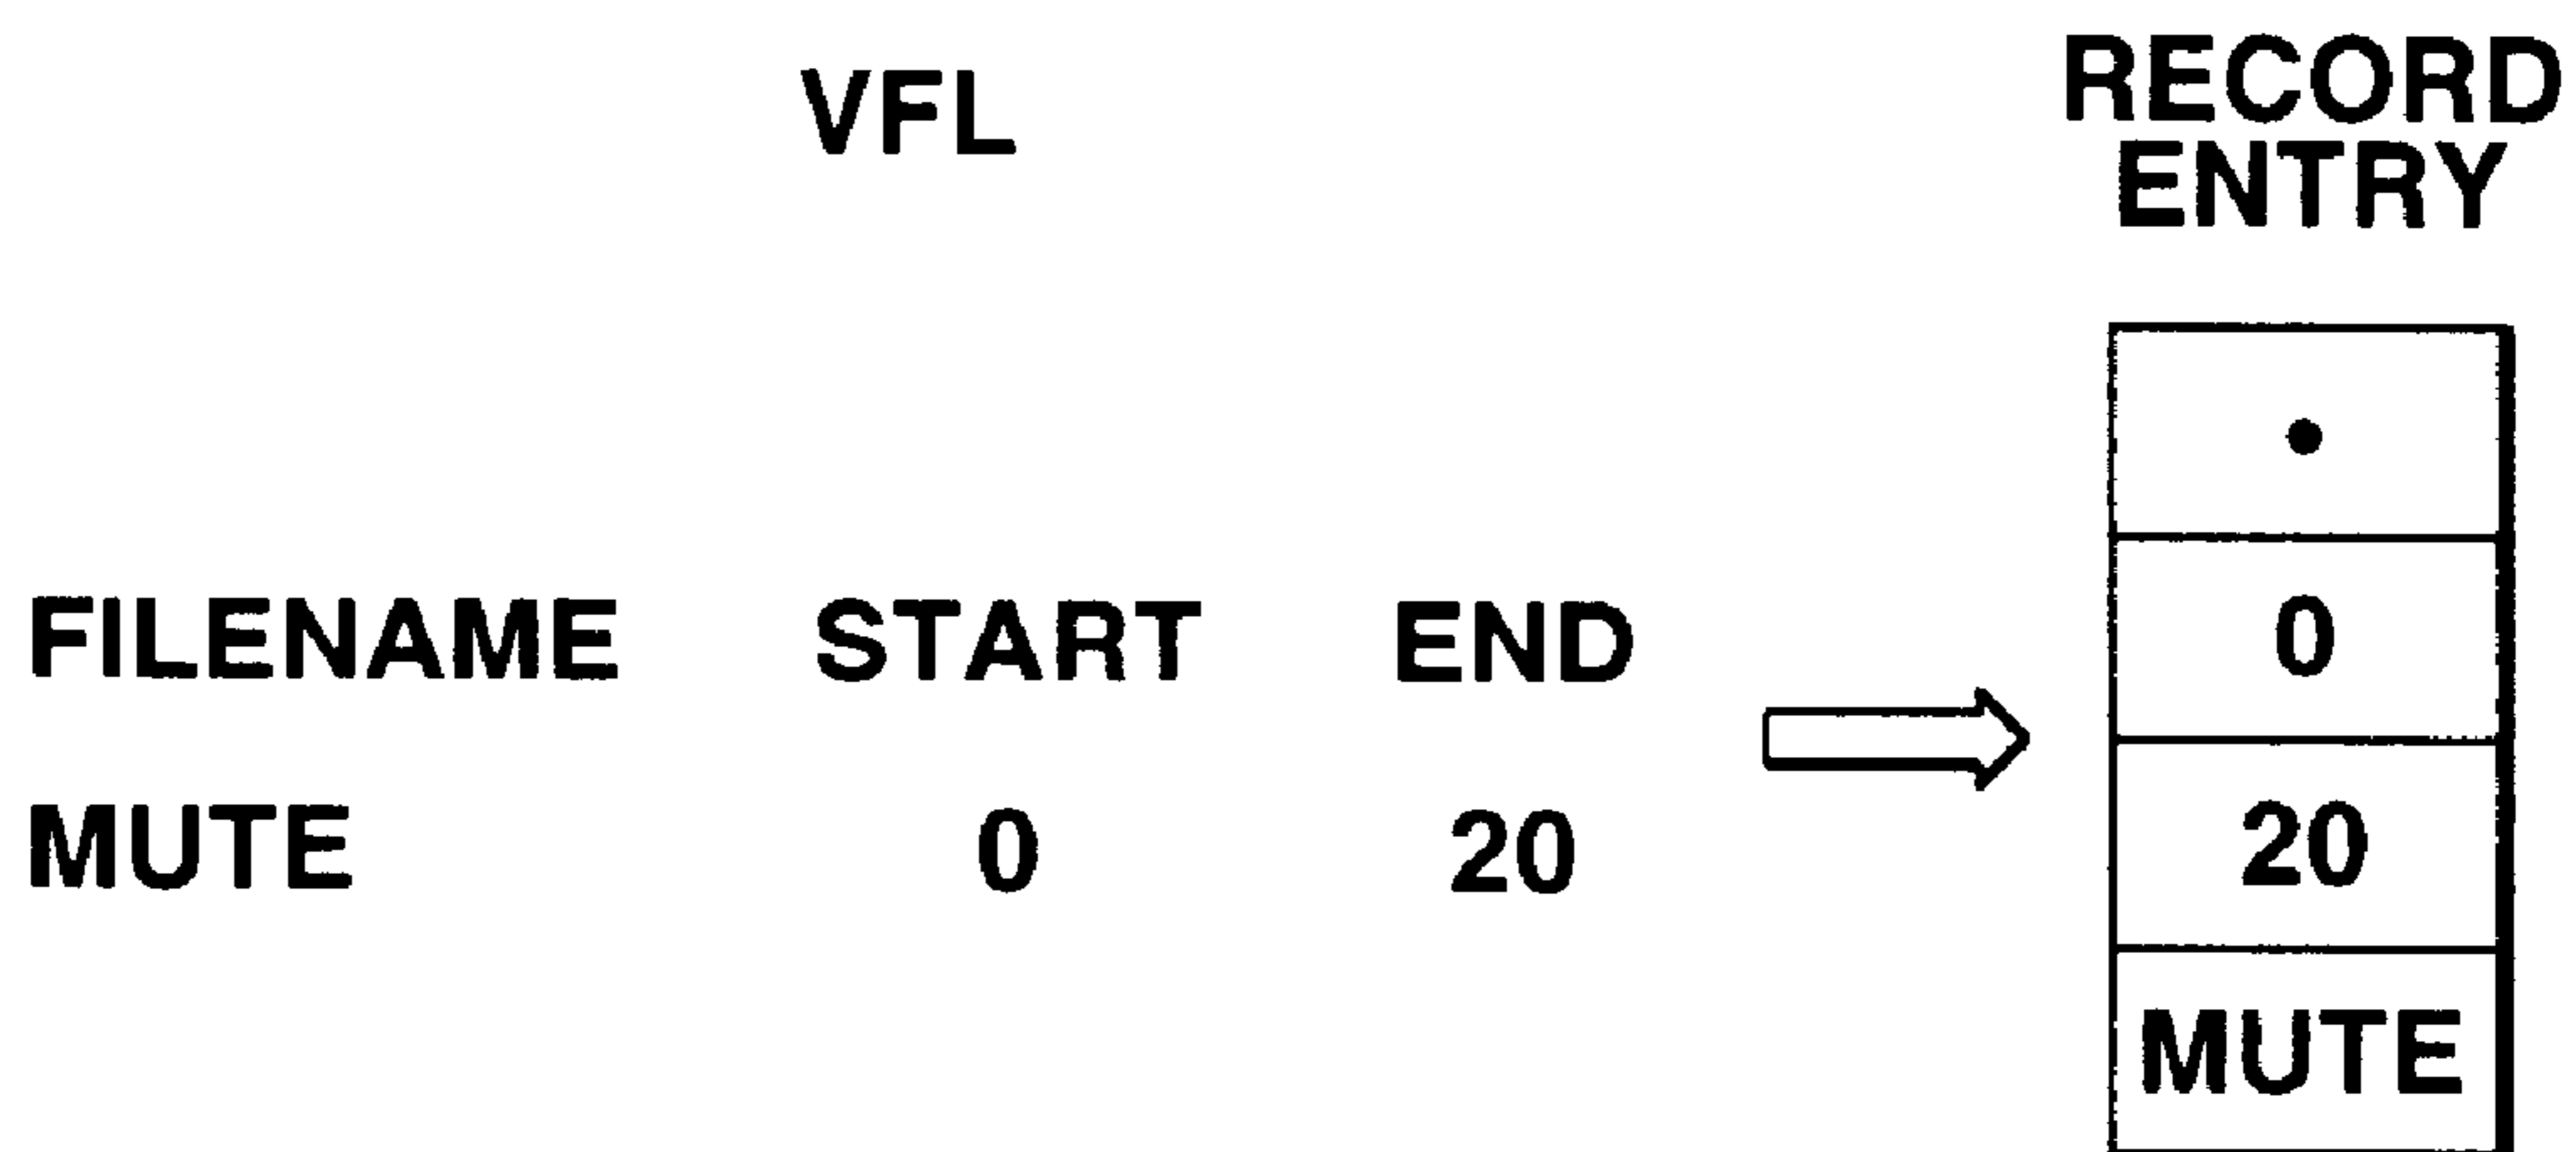 VFL
RECORD
ENTRY
FILENAME START END
MUTE 0 20
•
0
20
MUTE